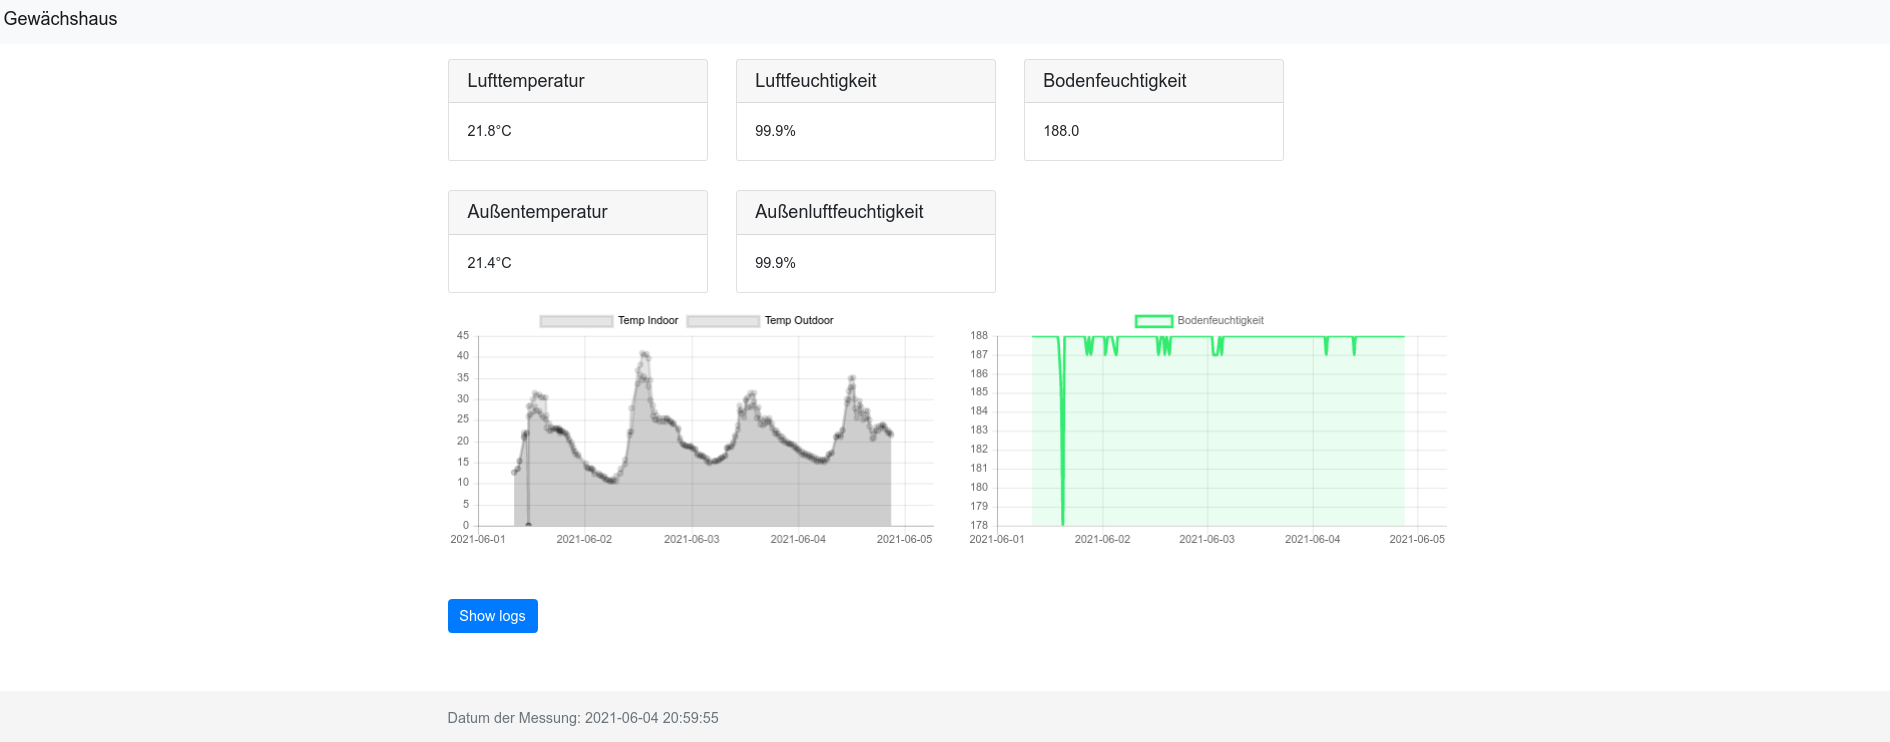 Gewächshaus
Lufttemperatur
21.8°C
Luftfeuchtigkeit
99.9%
Bodenfeuchtigkeit
188.0
Außentemperatur
21.4°C
Außenluftfeuchtigkeit
99.9%
Temp Indoor Temp Outdoor
45
40
35
30
25
20
15
10
5
0
2021-06-01 2021-06-02 2021-06-03 2021-06-04 2021-06-05
Bodenfeuchtigkeit
188
187
186
185
184
183
182
181
180
179
178
2021-06-01 2021-06-02 2021-06-03 2021-06-04 2021-06-05
Show logs
Datum der Messung: 2021-06-04 20:59:55